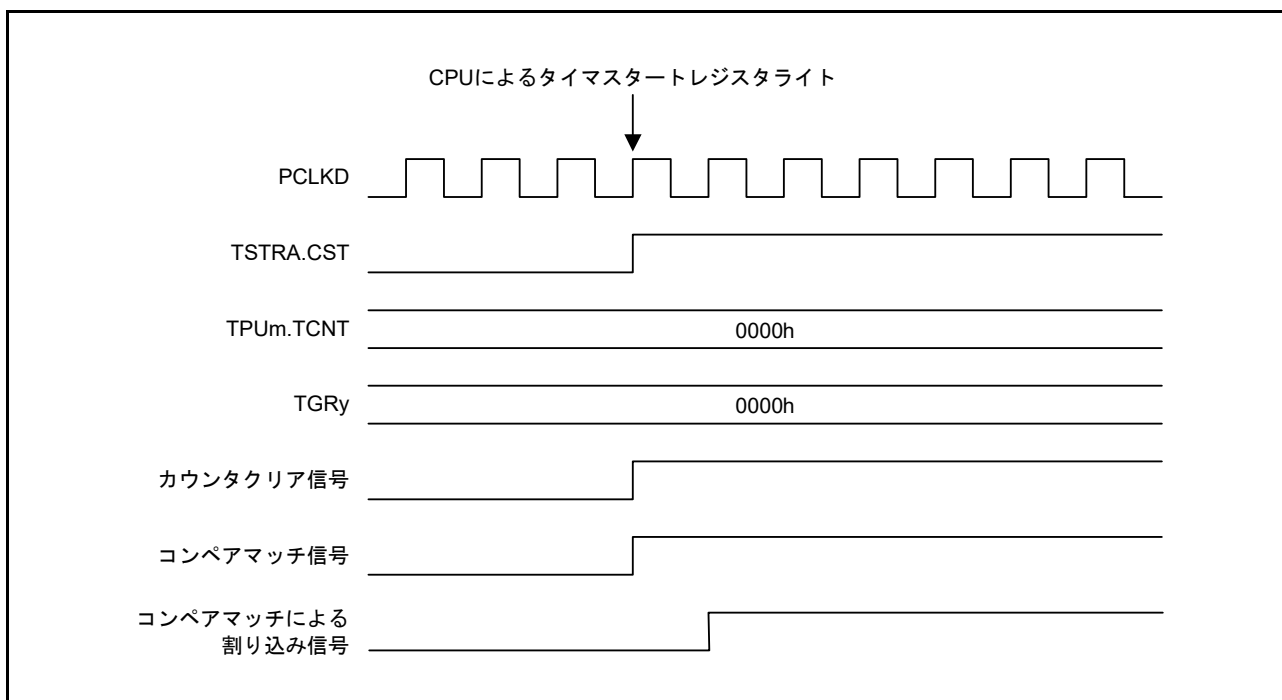 CPUによるタイマスタートレジスタライト
PCLKD
TSTRA.CST
TPUm.TCNT
0000h
TGRy
0000h
カウンタクリア信号
コンペアマッチ信号
コンペアマッチによる
割り込み信号